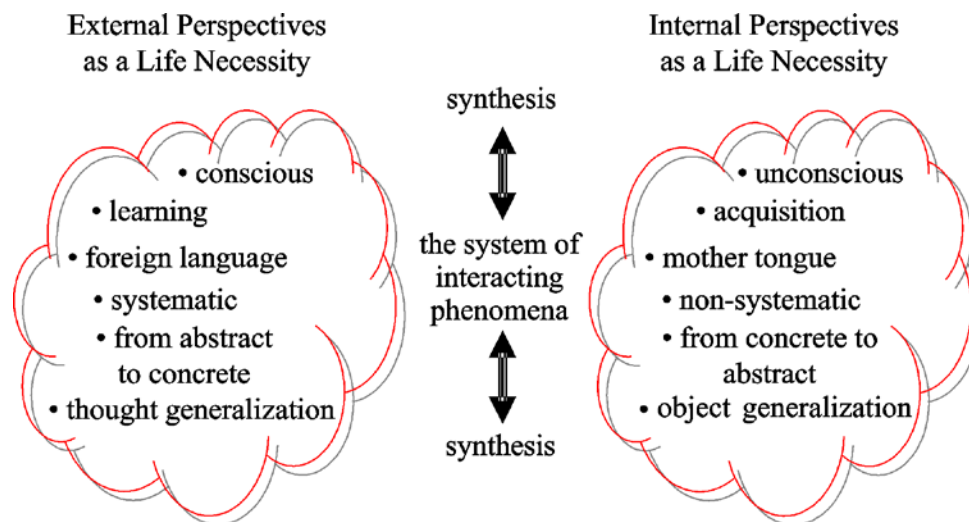 External Perspectives
as a Life Necessity
• conscious
• learning
• foreign language
• systematic
• from abstract
to concrete
• thought generalization
synthesis
the system of
interacting
phenomena
synthesis
Internal Perspectives
as a Life Necessity
• unconscious
• acquisition
• mother tongue
• non-systematic
• from concrete to
abstract
• object generalization